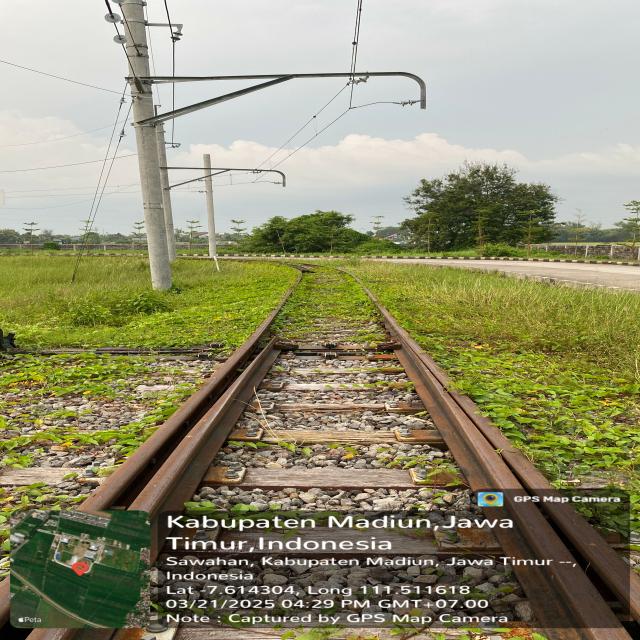 GPS Map Camera
Kabupaten Madiun,Jawa
Timur,Indonesia
Sawahan, Kabupaten Madiun, Jawa Timur --,
Indonesia
Lat -7.614304, Long 111.511618
03/21/2025 04:29 PM GMT+07.00
Note : Captured by GPS Map Camera
Peta